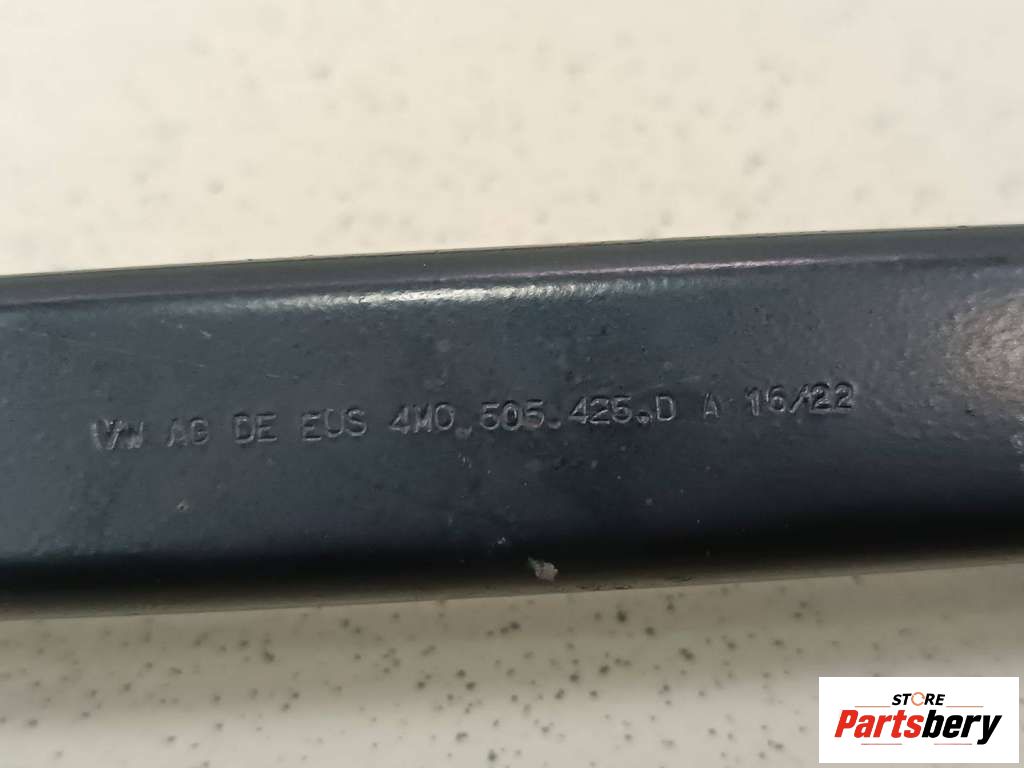 VW AG DE EUS 4M0.505.425.D A 16/22
STORE
Partsbery